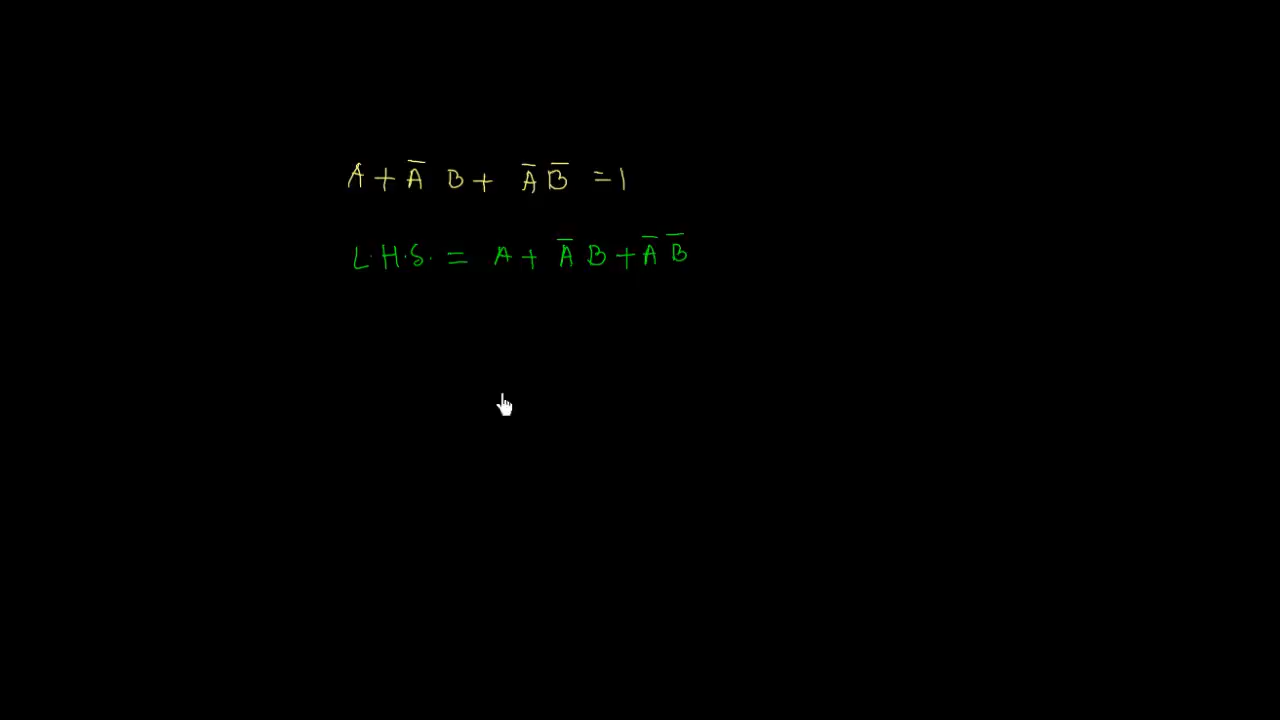 A + A̅ B + A̅ B̅ = 1
L.H.S. = A + A̅ B + A̅ B̅